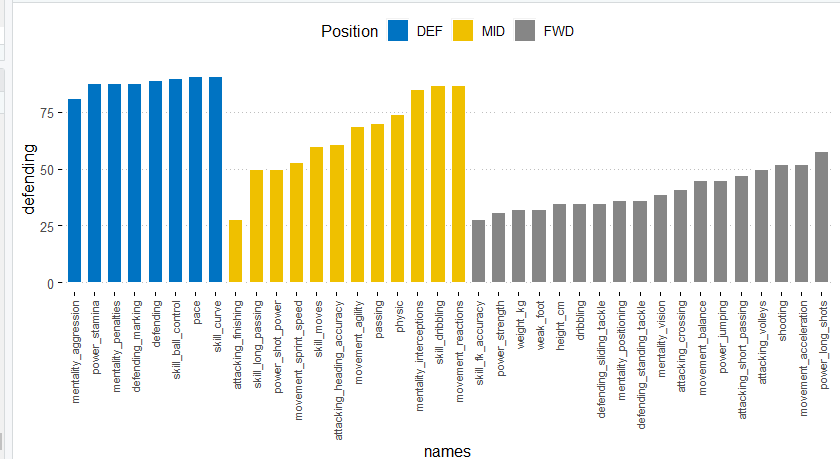 Position DEF MID FWD
defending
75
50
25
0
mentality_aggression
power_stamina
mentality_penalties
defending_marking
defending
skill_ball_control
pace
skill_curve
attacking_finishing
skill_long_passing
power_shot_power
movement_sprint_speed
skill_moves
attacking_heading_accuracy
movement_agility
passing
physic
mentality_interceptions
skill_dribbling
movement_reactions
skill_fk_accuracy
power_strength
weight_kg
weak_foot
height_cm
dribbling
defending_sliding_tackle
mentality_positioning
defending_standing_tackle
mentality_vision
attacking_crossing
movement_balance
power_jumping
attacking_short_passing
attacking_volleys
shooting
movement_acceleration
power_long_shots
names